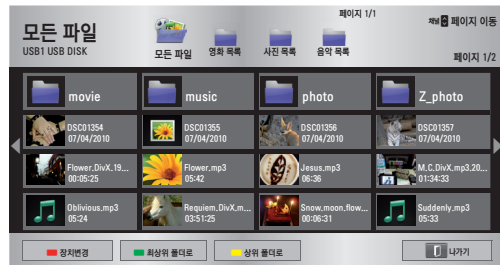 모든 파일
USB1 USB DISK
모든 파일
영화 목록
사진 목록
음악 목록
페이지 1/1
채널 페이지 이동
페이지 1/2
movie
music
photo
Z_photo
DSC01354
07/04/2010
DSC01355
07/04/2010
DSC01356
07/04/2010
DSC01357
07/04/2010
Flower,DivX,19...
00:05:25
Flower,mp3
05:42
Jesus,mp3
06:36
M,C,DivX,mp3,20...
01:34:33
Oblivious,mp3
05:24
Requiem,DivX,m...
03:51:25
Snow,moon,flow...
00:06:31
Suddenly,mp3
05:33
장치변경
최상위 폴더로
상위 폴더로
나가기